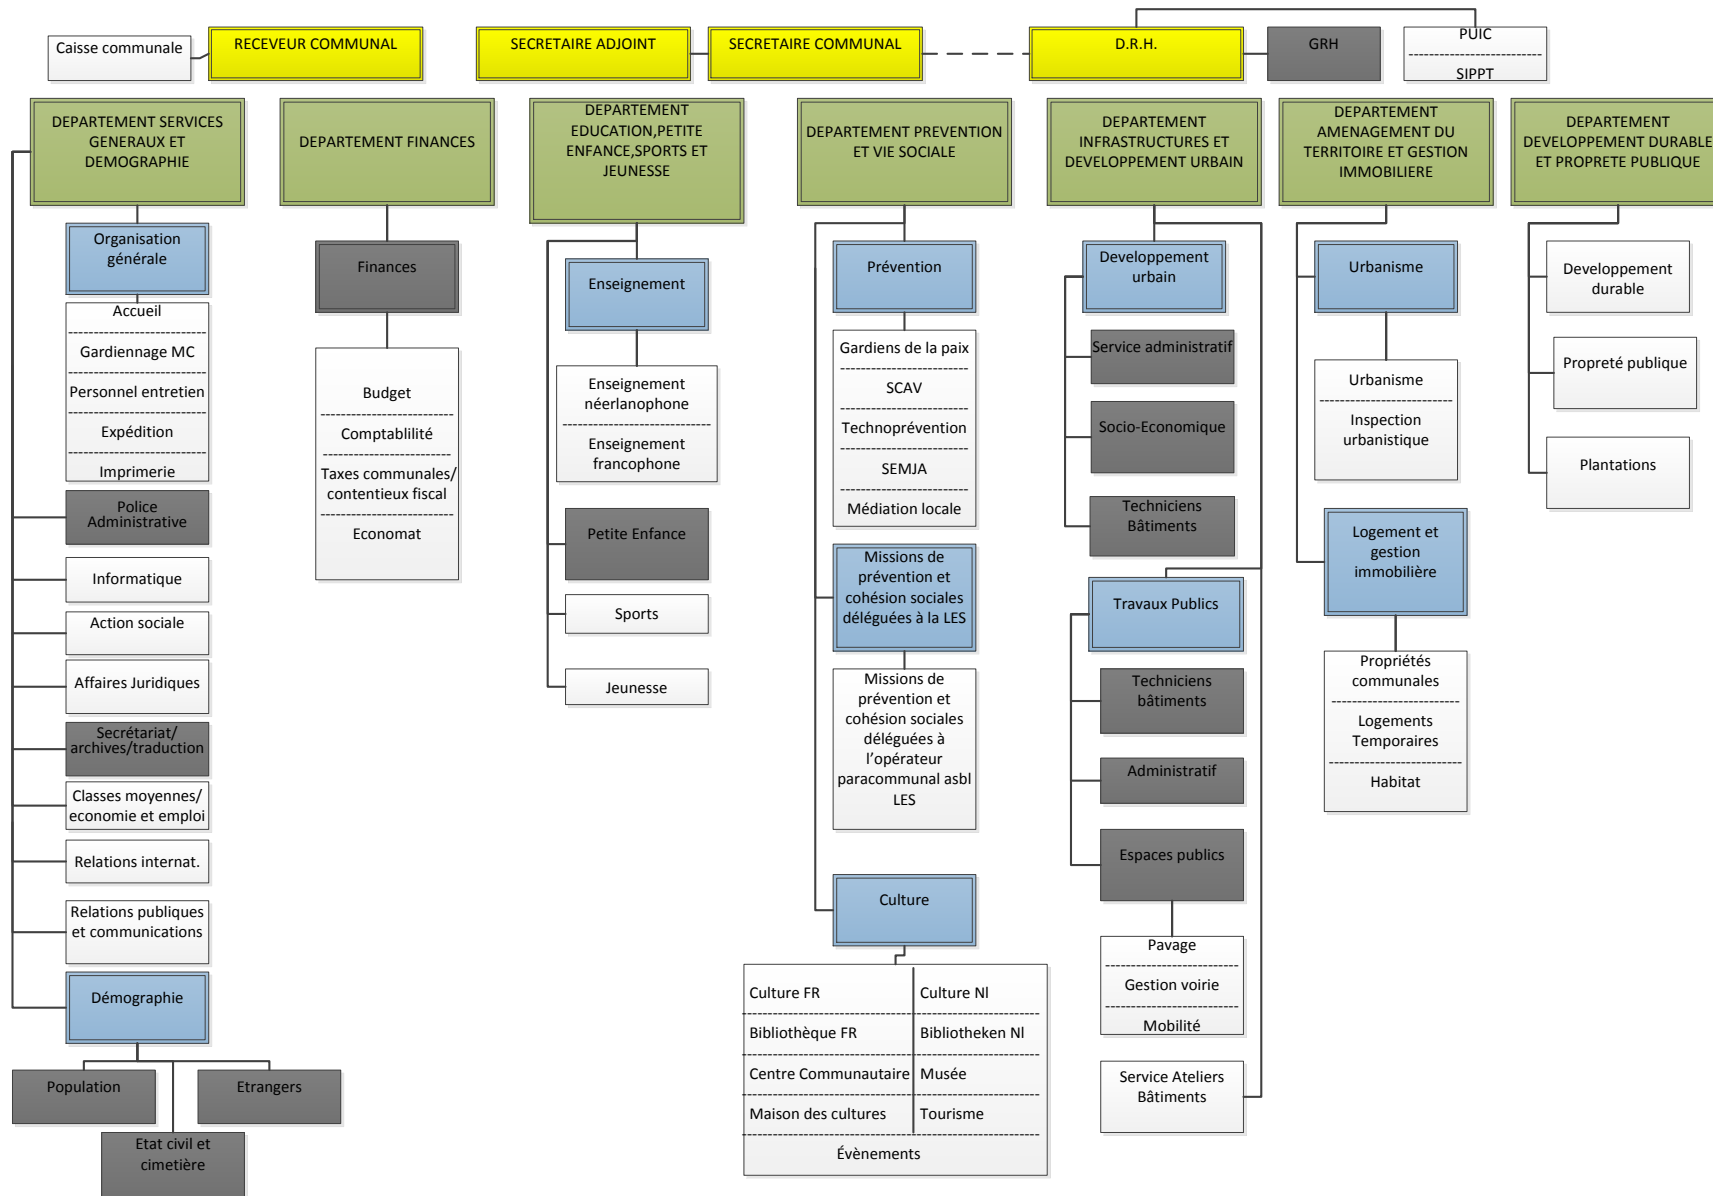 Caisse communale
RECEVEUR COMMUNAL
SECRETAIRE ADJOINT
SECRETAIRE COMMUNAL
D.R.H.
GRH
PUIC
SIPPT
DEPARTEMENT SERVICES
GENERAUX ET
DEMOGRAPHIE
Organisation
générale
Accueil
Gardiennage MC
Personnel entretien
Expédition
Imprimerie
Police
Administrative
Informatique
Action sociale
Affaires Juridiques
Secrétariat/
archives/traduction
Classes moyennes/
economie et emploi
Relations internat.
Relations publiques
et communications
Démographie
Population
Etrangers
Etat civil et
cimetière
DEPARTEMENT FINANCES
Finances
Budget
Comptablilité
Taxes communales/
contentieux fiscal
Economat
DEPARTEMENT
EDUCATION,PETITE
ENFANCE,SPORTS ET
JEUNESSE
Enseignement
Enseignement
néerlanophone
Enseignement
francophone
Petite Enfance
Sports
Jeunesse
DEPARTEMENT PREVENTION
ET VIE SOCIALE
Prévention
Gardiens de la paix
SCAV
Technoprévention
SEMJA
Médiation locale
Missions de
prévention et
cohésion sociales
déléguées à la LES
Missions de
prévention et
cohésion sociales
déléguées à
l’opérateur
paracommunal asbl
LES
Culture
Culture FR
Culture Nl
Bibliothèque FR
Bibliotheken Nl
Centre Communautaire
Musée
Maison des cultures
Tourisme
Évènements
DEPARTEMENT
INFRASTRUCTURES ET
DEVELOPPEMENT URBAIN
Developpement
urbain
Service administratif
Socio-Economique
Techniciens
Bâtiments
Travaux Publics
Techniciens
bâtiments
Administratif
Espaces publics
Pavage
Gestion voirie
Mobilité
Service Ateliers
Bâtiments
DEPARTEMENT
AMENAGEMENT DU
TERRITOIRE ET GESTION
IMMOBILIERE
Urbanisme
Urbanisme
Inspection
urbanistique
Logement et
gestion
immobilière
Propriétés
communales
Logements
Temporaires
Habitat
DEPARTEMENT
DEVELOPPEMENT DURABLE
ET PROPRETE PUBLIQUE
Developpement
durable
Propreté publique
Plantations